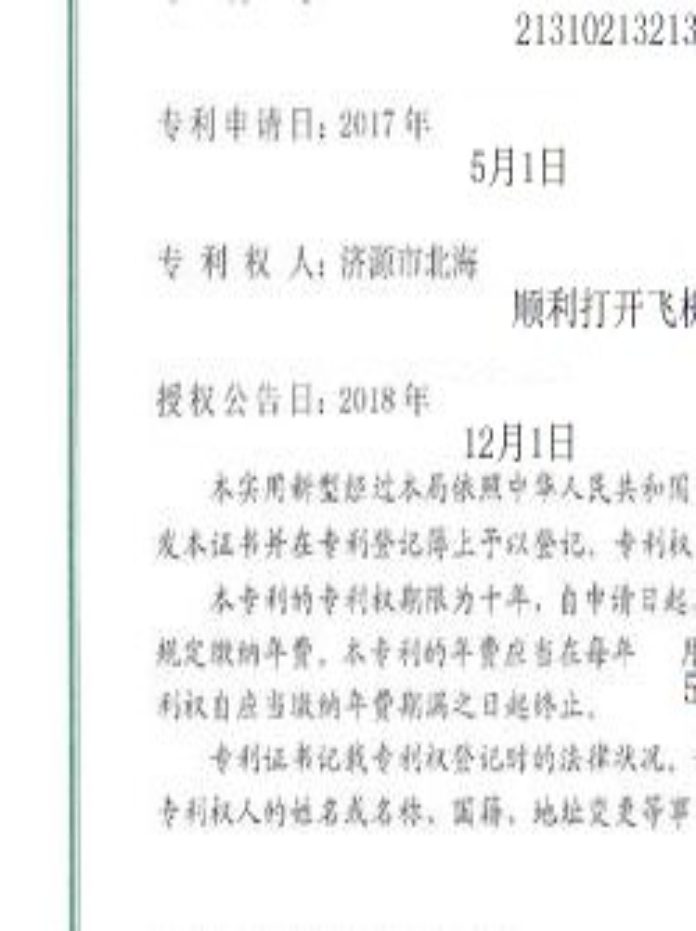 21310213213
专利申请日：2017年
5月1日
专 利 权 人：济源市北海
顺利打开飞
授权公告日：2018年
12月1日
本实用新型经过本局依照中华人民共和国
发本证书并在专利登记簿上予以登记，专利权
本专利的专利权期限为十年，自申请日起
规定缴纳年费。本专利的年费应当在每年 月
5
利权自应当缴纳年费期满之日起终止。
专利证书记载专利权登记时的法律状况。
专利权人的姓名或名称、国籍、地址变更等事